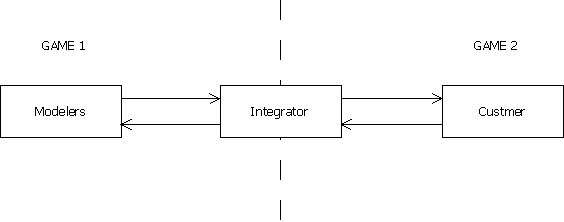 GAME 1
GAME 2
Modelers
Integrator
Custmer